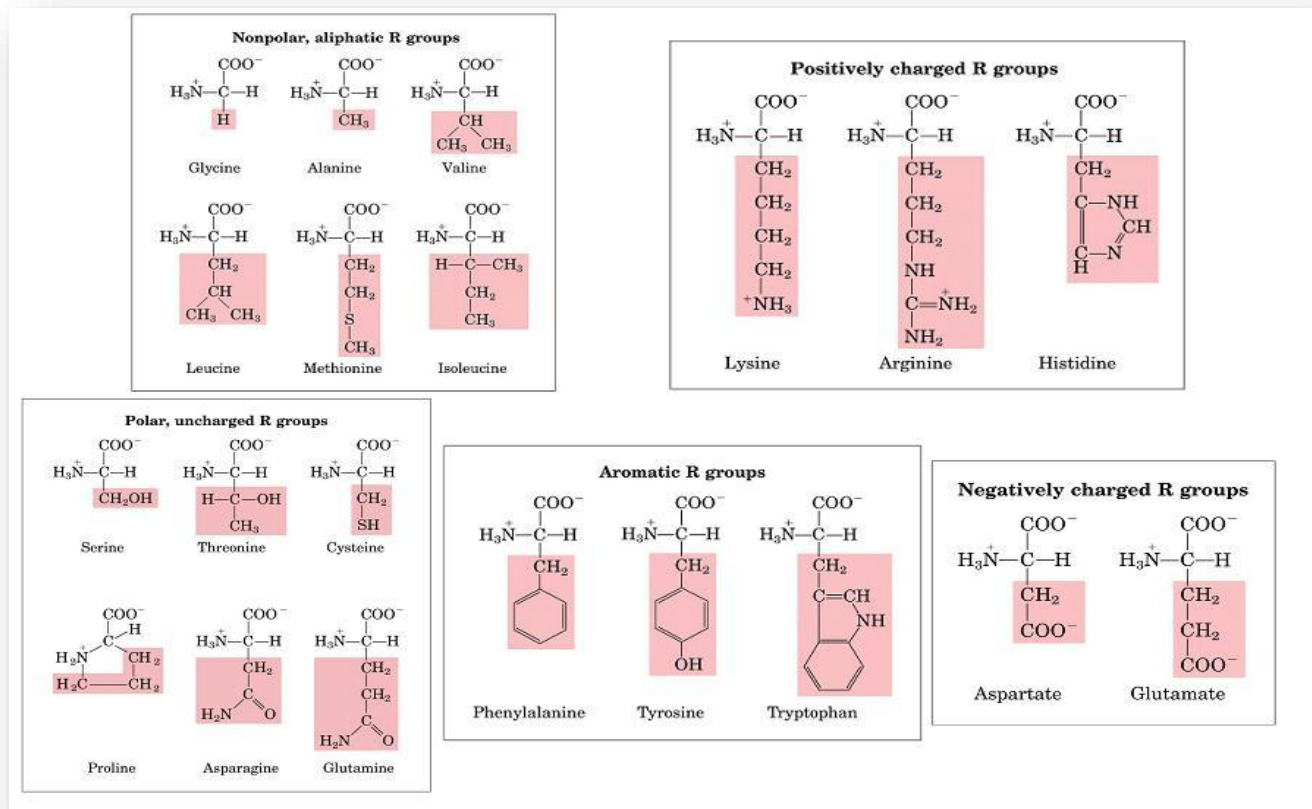 Nonpolar, aliphatic R groups
COO⁻ COO⁻ COO⁻
H₃N⁺—C—H H₃N⁺—C—H H₃N⁺—C—H
H CH₃ CH
CH₃ CH₃
Glycine Alanine Valine
COO⁻ COO⁻ COO⁻
H₃N⁺—C—H H₃N⁺—C—H H₃N⁺—C—H
CH₂ CH₂ H—C—CH₃
CH CH₂ CH₂
CH₃ CH₃ S CH₃
CH₃
Leucine Methionine Isoleucine
Positively charged R groups
COO⁻ COO⁻ COO⁻
H₃N⁺—C—H H₃N⁺—C—H H₃N⁺—C—H
CH₂ CH₂ CH₂
CH₂ CH₂ C—NH
CH₂ CH₂ CH
CH₂ NH C—N
H
⁺NH₃ C=N⁺H₂
NH₂
Lysine Arginine Histidine
Polar, uncharged R groups
COO⁻ COO⁻ COO⁻
H₃N⁺—C—H H₃N⁺—C—H H₃N⁺—C—H
CH₂OH H—C—OH CH₂
CH₃ SH
Serine Threonine Cysteine
COO⁻ COO⁻ COO⁻
H
C H₃N⁺—C—H H₃N⁺—C—H
H₂N⁺ CH₂ CH₂ CH₂
H₂C—CH₂ C CH₂
H₂N O C
H₂N O
Proline Asparagine Glutamine
Aromatic R groups
COO⁻ COO⁻ COO⁻
H₃N⁺—C—H H₃N⁺—C—H H₃N⁺—C—H
CH₂ CH₂ CH₂
C=CH
NH
OH
Phenylalanine Tyrosine Tryptophan
Negatively charged R groups
COO⁻ COO⁻
H₃N⁺—C—H H₃N⁺—C—H
CH₂ CH₂
COO⁻ CH₂
COO⁻
Aspartate Glutamate